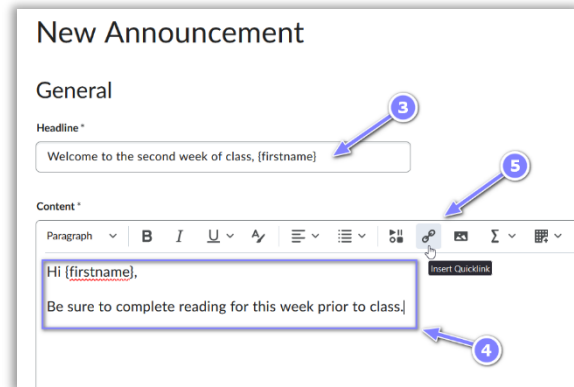 New Announcement
General
3
Headline *
Welcome to the second week of class, {firstname}
5
Content *
Paragraph B I U A Σ
Insert Quicklink
Hi {firstname},
Be sure to complete reading for this week prior to class.
4